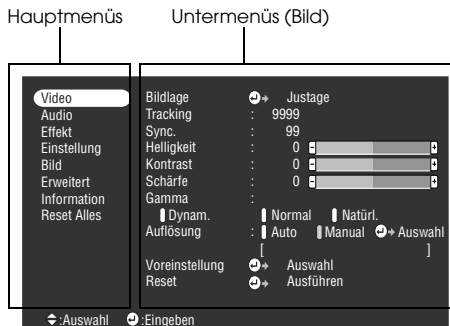 Hauptmenüs Untermenüs (Bild)
Video
Audio
Effekt
Einstellung
Bild
Erweitert
Information
Reset Alles
Bildlage Justage
Tracking : 9999
Sync. : 99
Helligkeit : 0 - +
Kontrast : 0 - +
Schärfe : 0 - +
Gamma :
Dynam. Normal Natürl.
Auflösung : Auto Manual Auswahl
[ ]
Voreinstellung Auswahl
Reset Ausführen
:Auswahl :Eingeben